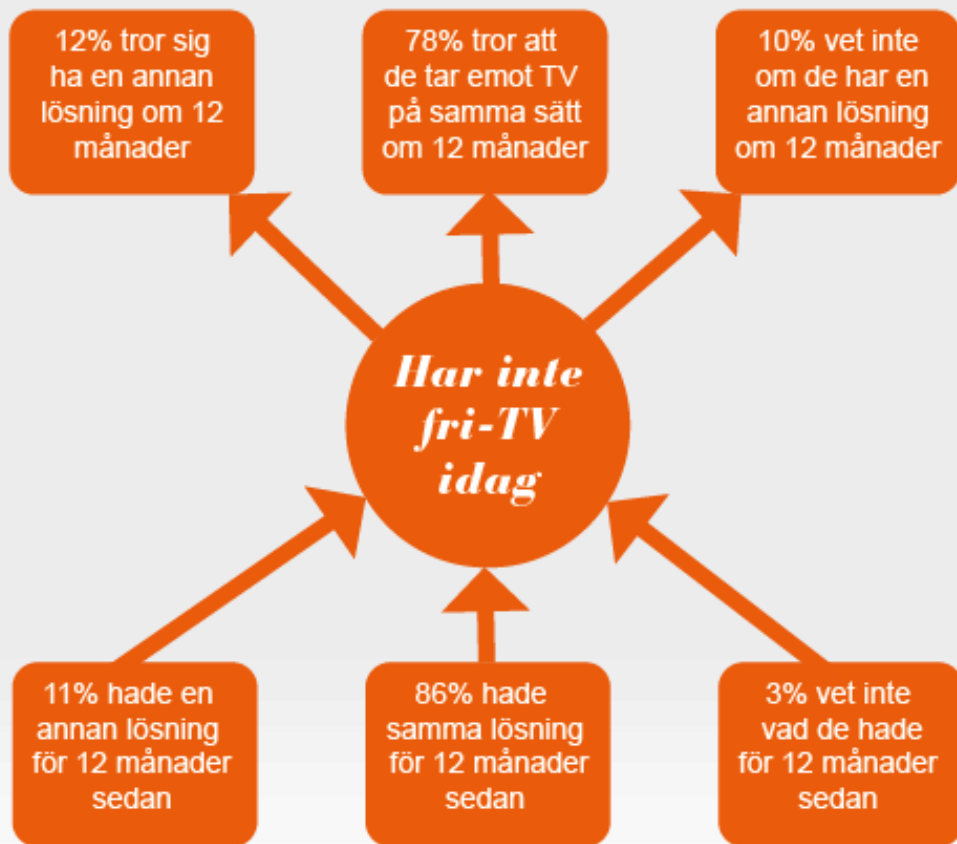 12% tror sig
ha en annan
lösning om 12
månader
78% tror att
de tar emot TV
på samma sätt
om 12 månader
10% vet inte
om de har en
annan lösning
om 12 månader
Har inte
fri-TV
idag
11% hade en
annan lösning
för 12 månader
sedan
86% hade
samma lösning
för 12 månader
sedan
3% vet inte
vad de hade
för 12 månader
sedan